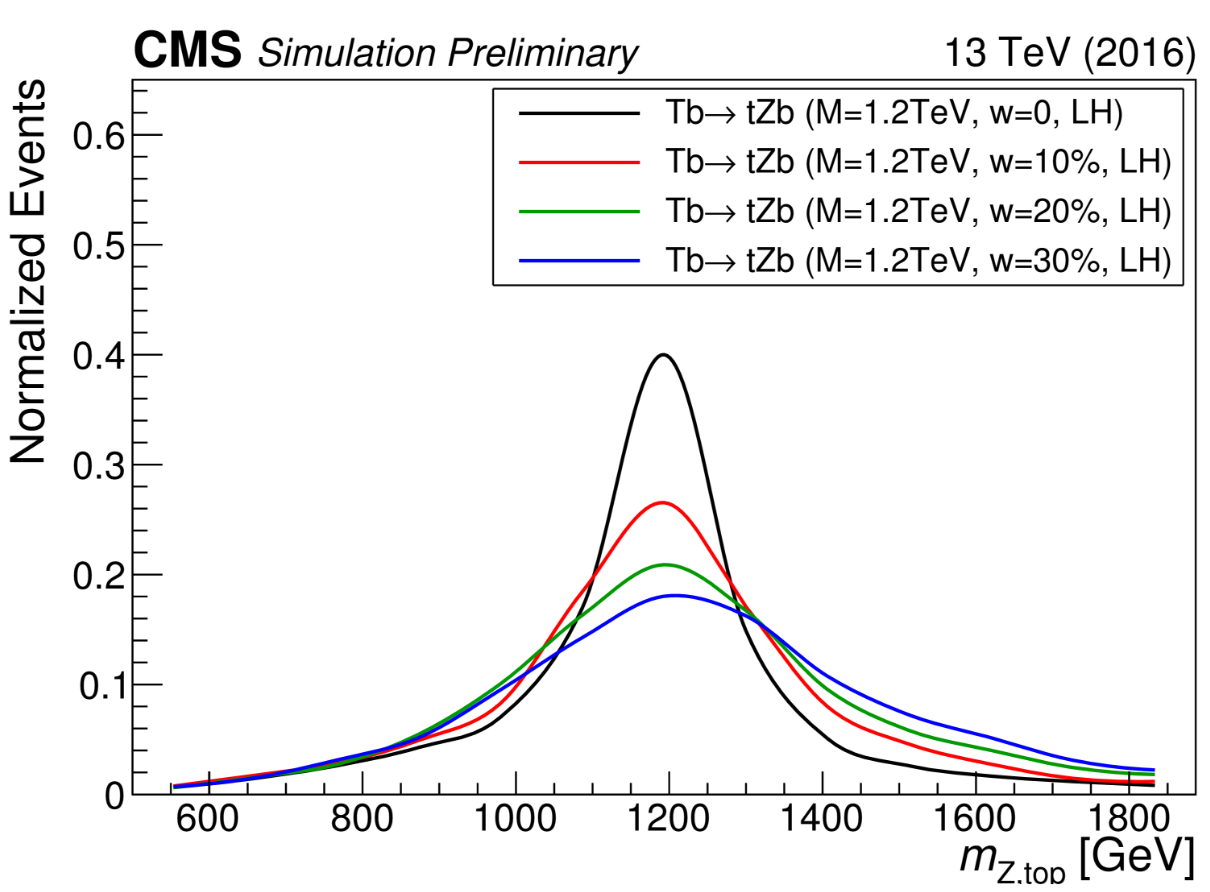 CMS Simulation Preliminary 13 TeV (2016)
Normalized Events
Tb→ tZb (M=1.2TeV, w=0, LH)
Tb→ tZb (M=1.2TeV, w=10%, LH)
Tb→ tZb (M=1.2TeV, w=20%, LH)
Tb→ tZb (M=1.2TeV, w=30%, LH)
0.6
0.5
0.4
0.3
0.2
0.1
0
600 800 1000 1200 1400 1600 1800
m_Z,top [GeV]